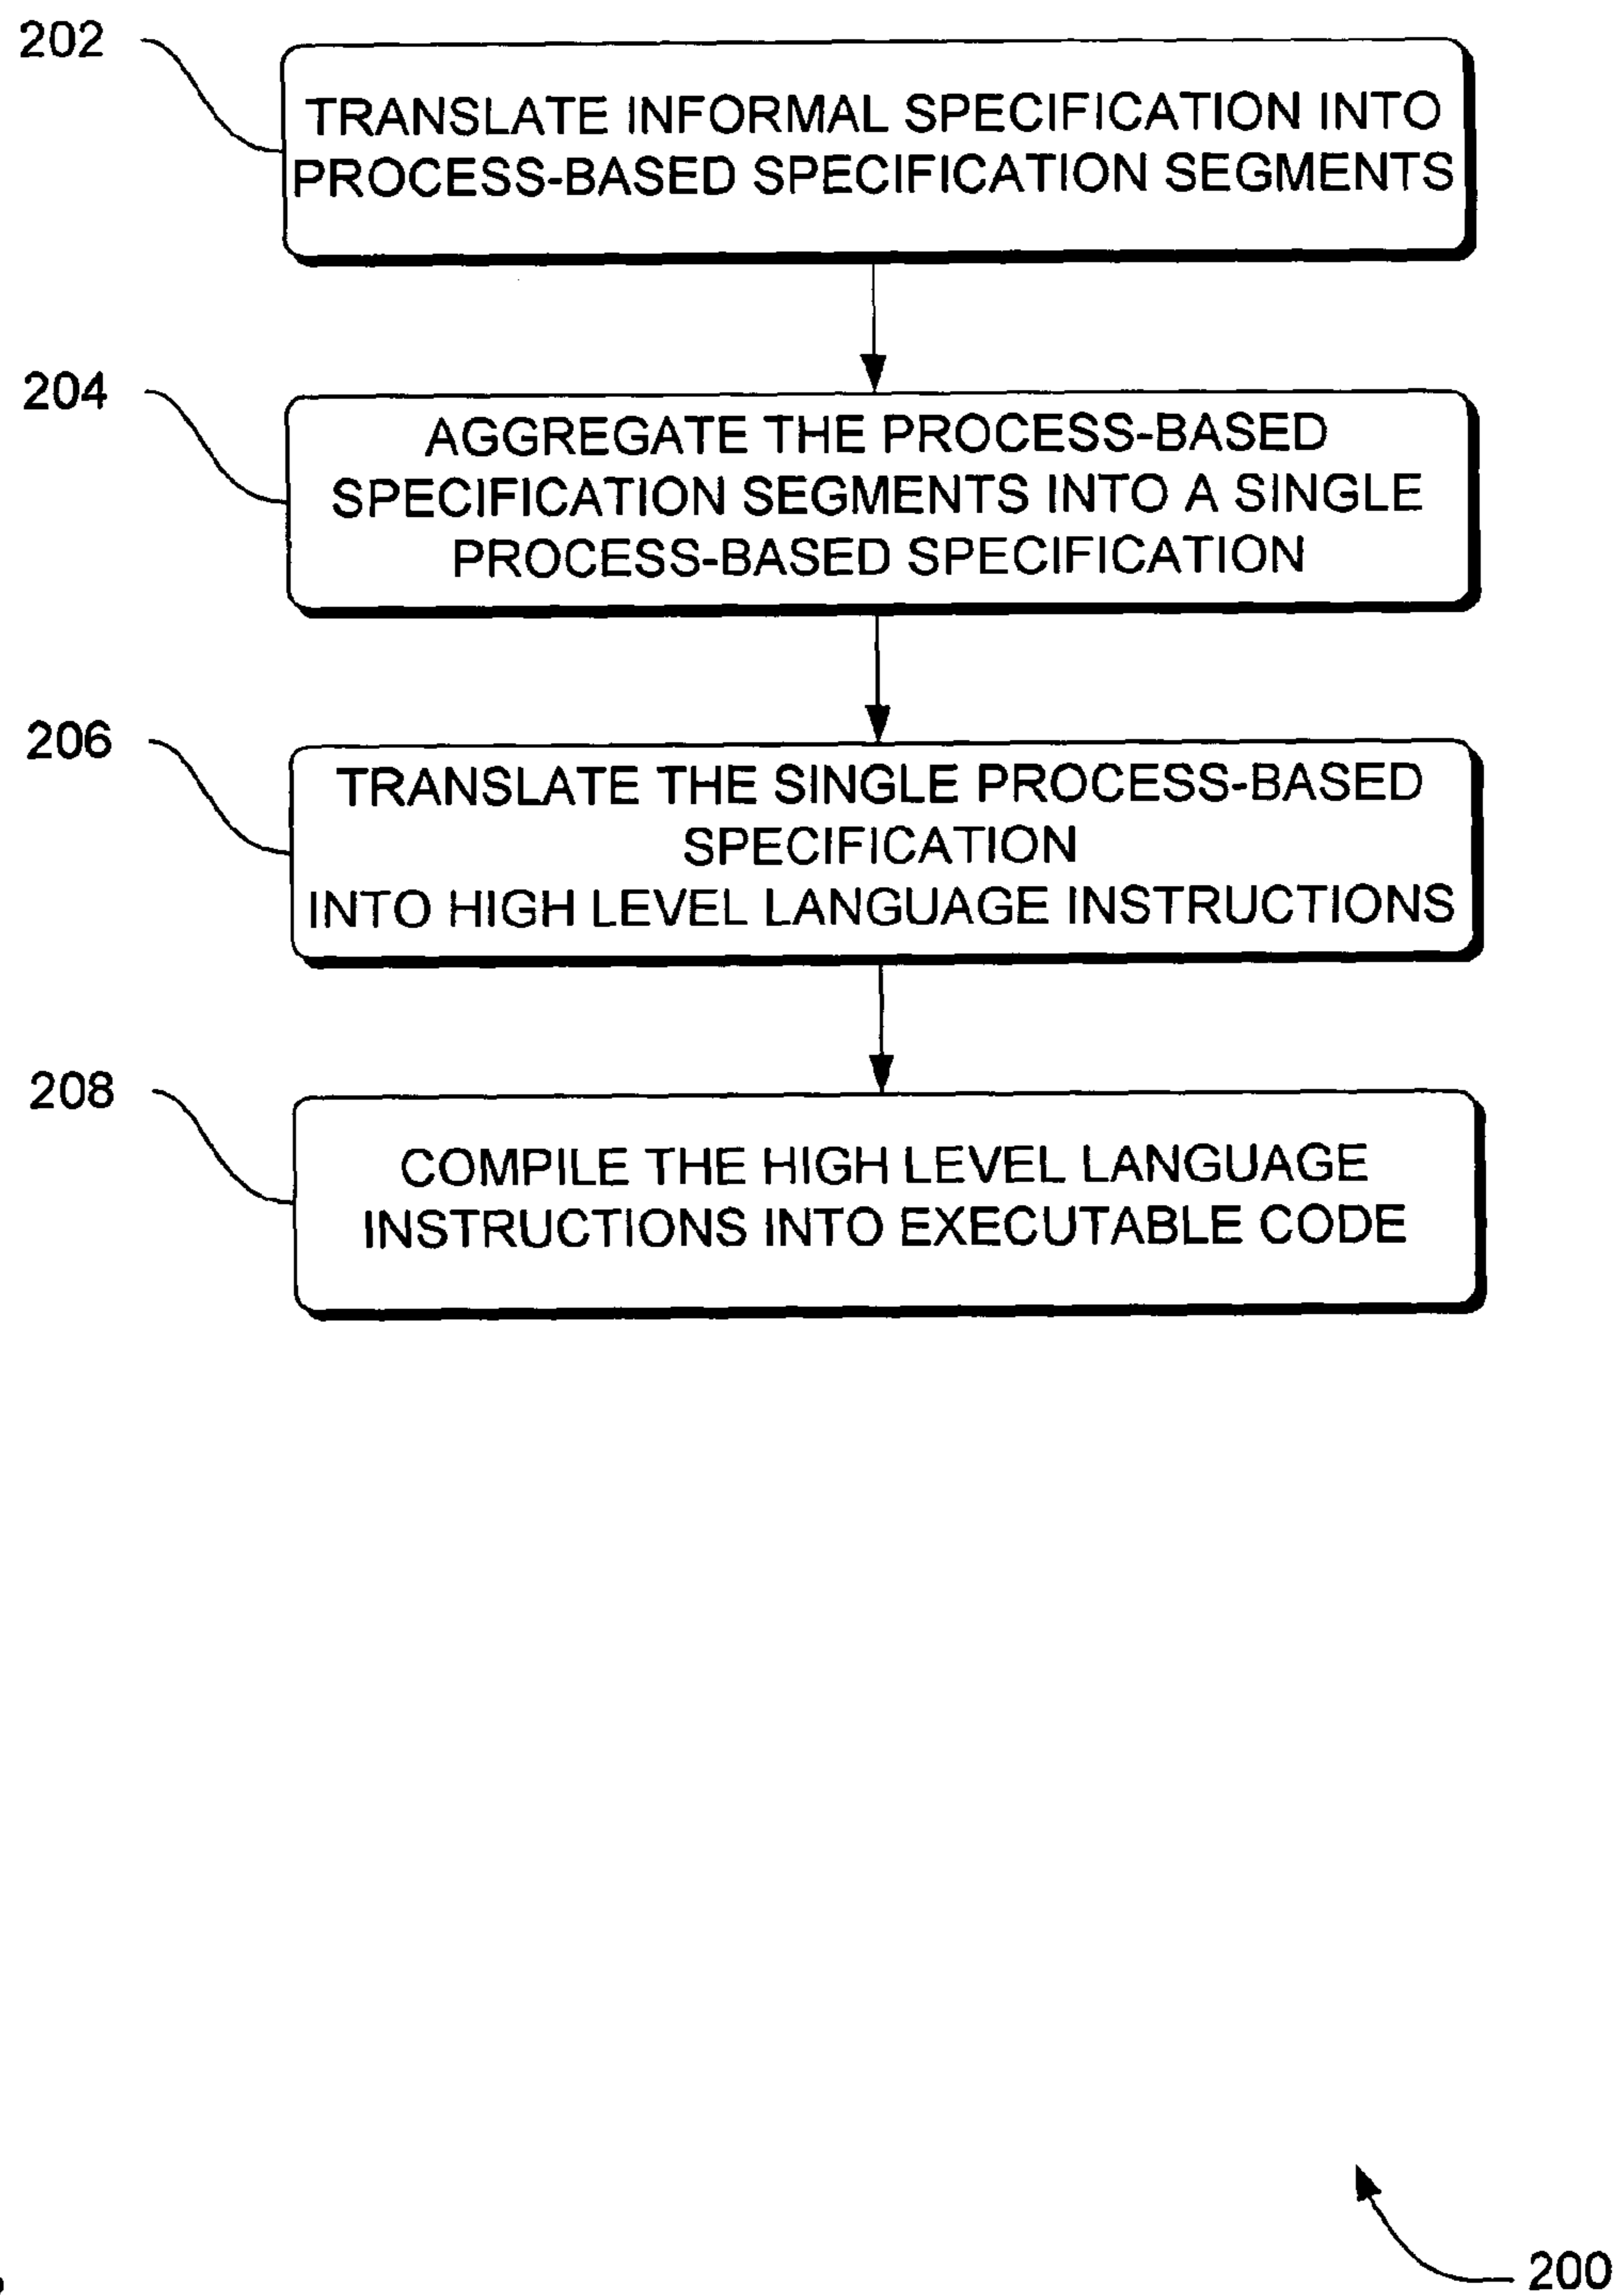 202
TRANSLATE INFORMAL SPECIFICATION INTO
PROCESS-BASED SPECIFICATION SEGMENTS
204
AGGREGATE THE PROCESS-BASED
SPECIFICATION SEGMENTS INTO A SINGLE
PROCESS-BASED SPECIFICATION
206
TRANSLATE THE SINGLE PROCESS-BASED
SPECIFICATION
INTO HIGH LEVEL LANGUAGE INSTRUCTIONS
208
COMPILE THE HIGH LEVEL LANGUAGE
INSTRUCTIONS INTO EXECUTABLE CODE
200